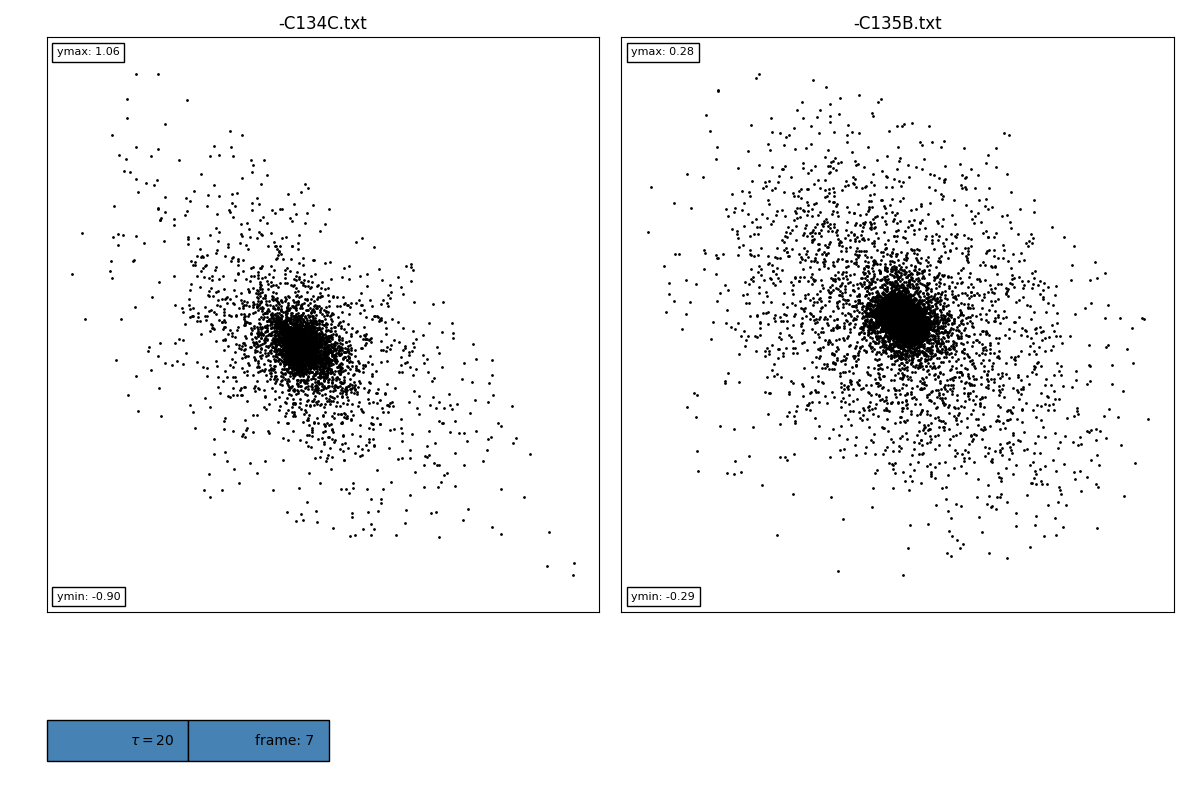 -C134C.txt
-C135B.txt
ymax: 1.06
ymax: 0.28
ymin: -0.90
ymin: -0.29
τ = 20
frame: 7